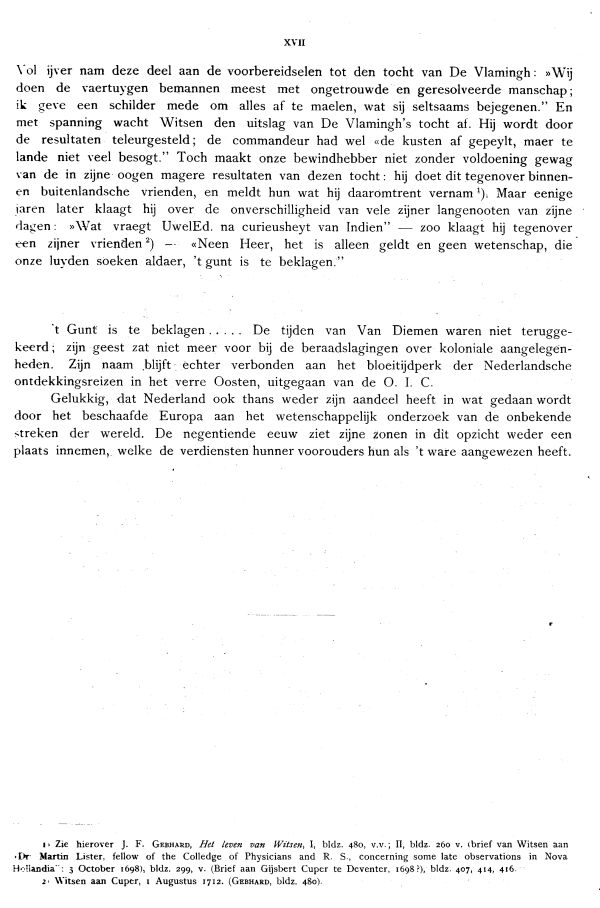 XVII
Vol ijver nam deze deel aan de voorbereidselen tot den tocht van De Vlamingh: »Wij
doen de vaertuygen bemannen meest met ongetrouwde en geresolveerde manschap;
ik geve een schilder mede om alles af te maelen, wat sij seltsaams bejegenen.” En
met spanning wacht Witsen den uitslag van De Vlamingh's tocht af. Hij wordt door
de resultaten teleurgesteld; de commandeur had wel «de kusten af gepeylt, maer te
lande niet veel besogt.” Toch maakt onze bewindhebber niet zonder voldoening gewag
van de in zijne oogen magere resultaten van dezen tocht: hij doet dit tegenover binnen-
en buitenlandsche vrienden, en meldt hun wat hij daaromtrent vernam ¹). Maar eenige
jaren later klaagt hij over de onverschilligheid van vele zijner langenooten van zijne
dagen: »Wat vraegt UwelEd. na curieusheyt van Indien” — zoo klaagt hij tegenover
een zijner vrienden ²) — «Neen Heer, het is alleen geldt en geen wetenschap, die
onze luyden soeken aldaer, 't gunt is te beklagen.”
't Gunt is te beklagen..... De tijden van Van Diemen waren niet terugge-
keerd; zijn geest zat niet meer voor bij de beraadslagingen over koloniale aangelegen-
heden. Zijn naam blijft echter verbonden aan het bloeitijdperk der Nederlandsche
ontdekkingsreizen in het verre Oosten, uitgegaan van de O. I. C.
Gelukkig, dat Nederland ook thans weder zijn aandeel heeft in wat gedaan wordt
door het beschaafde Europa aan het wetenschappelijk onderzoek van de onbekende
streken der wereld. De negentiende eeuw ziet zijne zonen in dit opzicht weder een
plaats innemen, welke de verdiensten hunner voorouders hun als 't ware aangewezen heeft.
1) Zie hierover J. F. GEBHARD, Het leven van Witsen, I, bldz. 480, v.v.; II, bldz. 260 v. (brief van Witsen aan
„Dr Martin Lister, fellow of the Colledge of Physicians and R. S., concerning some late observations in Nova
Hollandia”: 3 October 1698), bldz. 299, v. (Brief aan Gijsbert Cuper te Deventer, 1698?), bldz. 407, 414, 416.
2) Witsen aan Cuper, 1 Augustus 1712. (GEBHARD, bldz. 480).